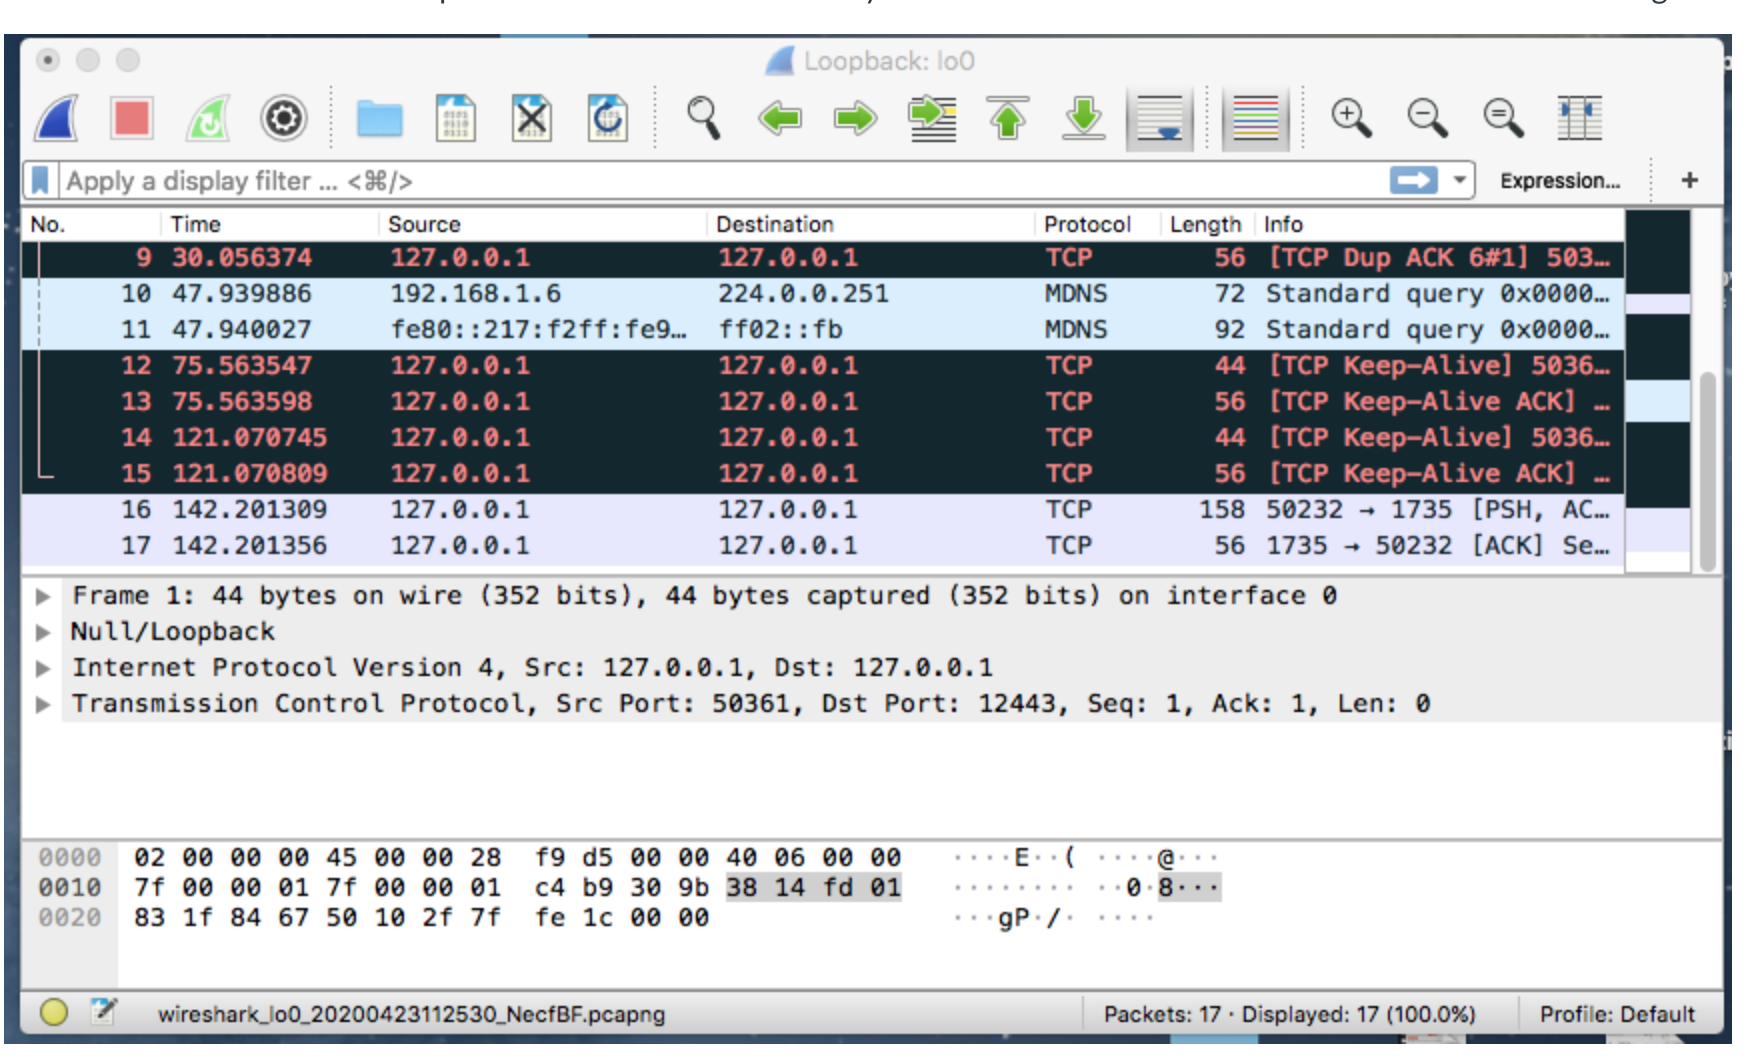 Loopback: lo0
Apply a display filter ... <⌘/>
Expression...
+
No. Time Source Destination Protocol Length Info
9 30.056374 127.0.0.1 127.0.0.1 TCP 56 [TCP Dup ACK 6#1] 503…
10 47.939886 192.168.1.6 224.0.0.251 MDNS 72 Standard query 0x0000…
11 47.940027 fe80::217:f2ff:fe9… ff02::fb MDNS 92 Standard query 0x0000…
12 75.563547 127.0.0.1 127.0.0.1 TCP 44 [TCP Keep-Alive] 5036…
13 75.563598 127.0.0.1 127.0.0.1 TCP 56 [TCP Keep-Alive ACK] …
14 121.070745 127.0.0.1 127.0.0.1 TCP 44 [TCP Keep-Alive] 5036…
15 121.070809 127.0.0.1 127.0.0.1 TCP 56 [TCP Keep-Alive ACK] …
16 142.201309 127.0.0.1 127.0.0.1 TCP 158 50232 → 1735 [PSH, AC…
17 142.201356 127.0.0.1 127.0.0.1 TCP 56 1735 → 50232 [ACK] Se…
Frame 1: 44 bytes on wire (352 bits), 44 bytes captured (352 bits) on interface 0
Null/Loopback
Internet Protocol Version 4, Src: 127.0.0.1, Dst: 127.0.0.1
Transmission Control Protocol, Src Port: 50361, Dst Port: 12443, Seq: 1, Ack: 1, Len: 0
0000 02 00 00 00 45 00 00 28 f9 d5 00 00 40 06 00 00 ····E··( ····@···
0010 7f 00 00 01 7f 00 00 01 c4 b9 30 9b 38 14 fd 01 ········ ··0·8···
0020 83 1f 84 67 50 10 2f 7f fe 1c 00 00 ···gP·/· ····
wireshark_lo0_20200423112530_NecfBF.pcapng
Packets: 17 · Displayed: 17 (100.0%)
Profile: Default